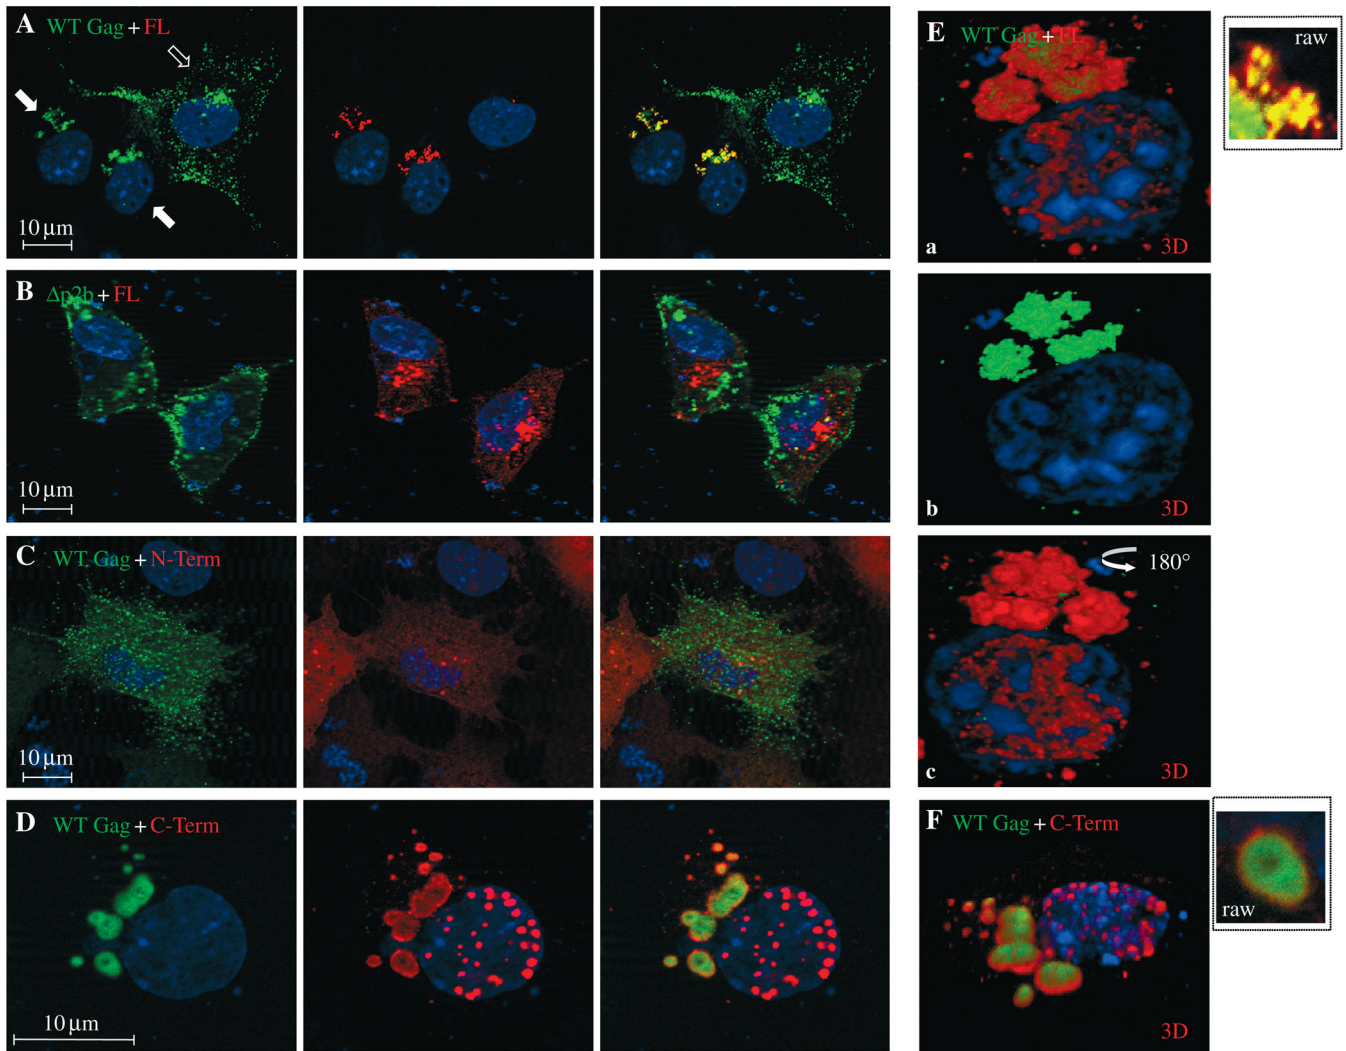 A WT Gag + FL
10 µm
B Δp2b + FL
10 µm
C WT Gag + N-Term
10 µm
D WT Gag + C-Term
10 µm
E WT Gag + FL
a
3D
raw
b
3D
180°
c
3D
F WT Gag + C-Term
3D
raw